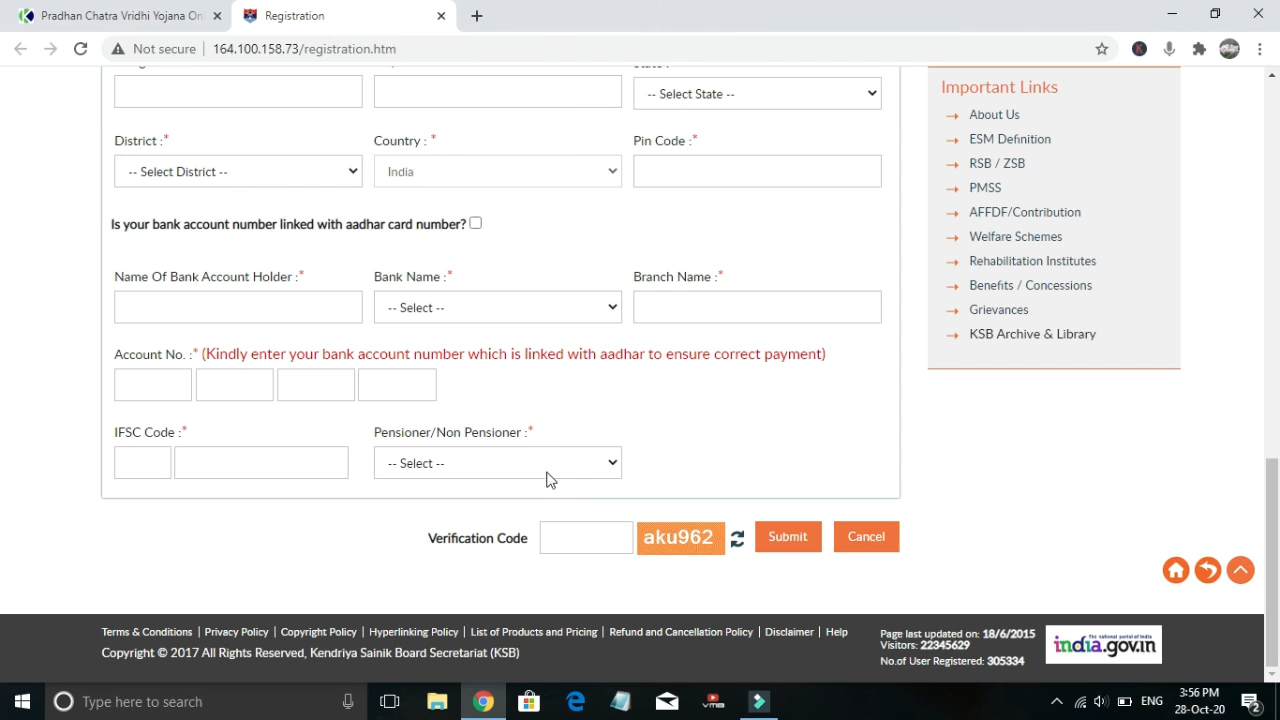 Pradhan Chatra Vridhi Yojana On
Registration
Not secure | 164.100.158.73/registration.htm
-- Select State --
District :* Country : * Pin Code :*
-- Select District -- India
Is your bank account number linked with aadhar card number?
Name Of Bank Account Holder :* Bank Name :* Branch Name :*
-- Select --
Account No. :* (Kindly enter your bank account number which is linked with aadhar to ensure correct payment)
IFSC Code :* Pensioner/Non Pensioner :*
-- Select --
Verification Code aku962 Submit Cancel
Important Links
About Us
ESM Definition
RSB / ZSB
PMSS
AFFDF/Contribution
Welfare Schemes
Rehabilitation Institutes
Benefits / Concessions
Grievances
KSB Archive & Library
Terms & Conditions | Privacy Policy | Copyright Policy | Hyperlinking Policy | List of Products and Pricing | Refund and Cancellation Policy | Disclaimer | Help
Copyright © 2017 All Rights Reserved, Kendriya Sainik Board Secretariat (KSB)
Page last updated on: 18/6/2015
Visitors: 22345629
No.of User Registered: 305334
The national portal of India
india.gov.in
Type here to search
VMB
ENG
3:56 PM
28-Oct-20
2